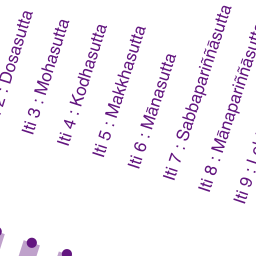 2 : Dosasutta
Iti 3 : Mohasutta
Iti 4 : Kodhasutta
Iti 5 : Makkhasutta
Iti 6 : Mānasutta
Iti 7 : Sabbapariññāsutta
Iti 8 : Mānapariññāsutta
Iti 9 :